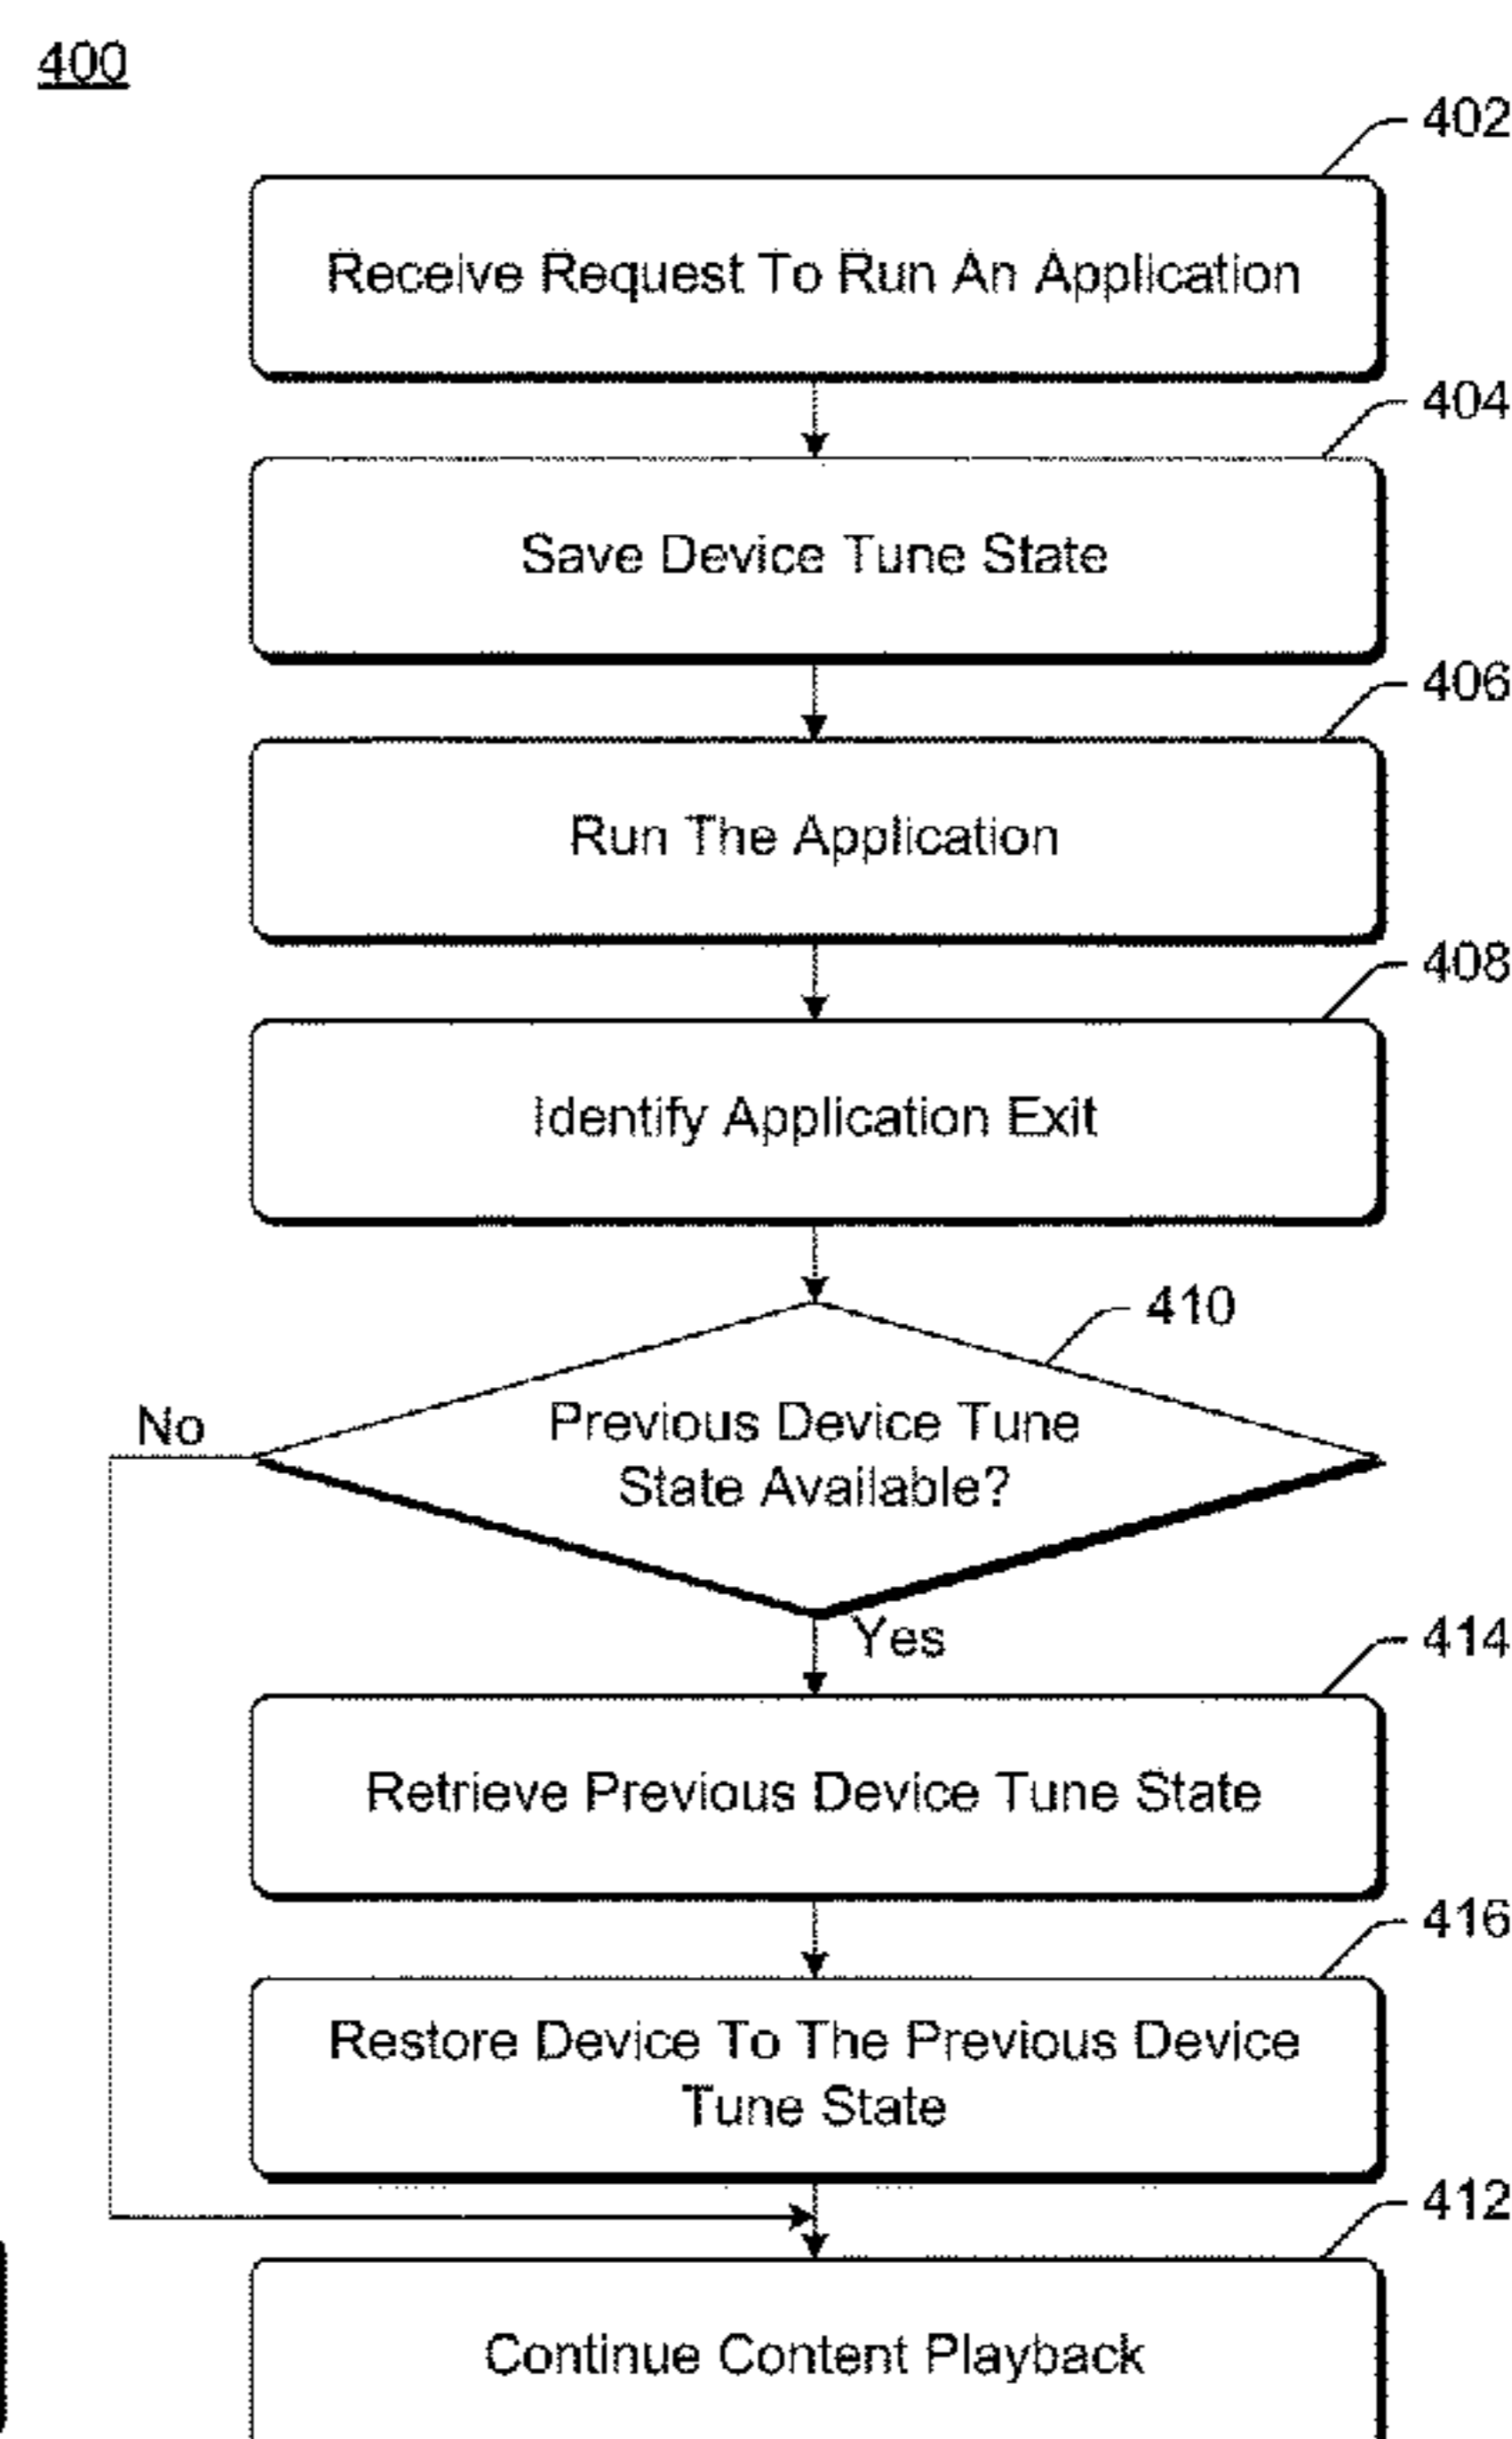 400
402
Receive Request To Run An Application
404
Save Device Tune State
406
Run The Application
408
Identify Application Exit
410
No
Previous Device Tune
State Available?
Yes
414
Retrieve Previous Device Tune State
416
Restore Device To The Previous Device
Tune State
412
Continue Content Playback